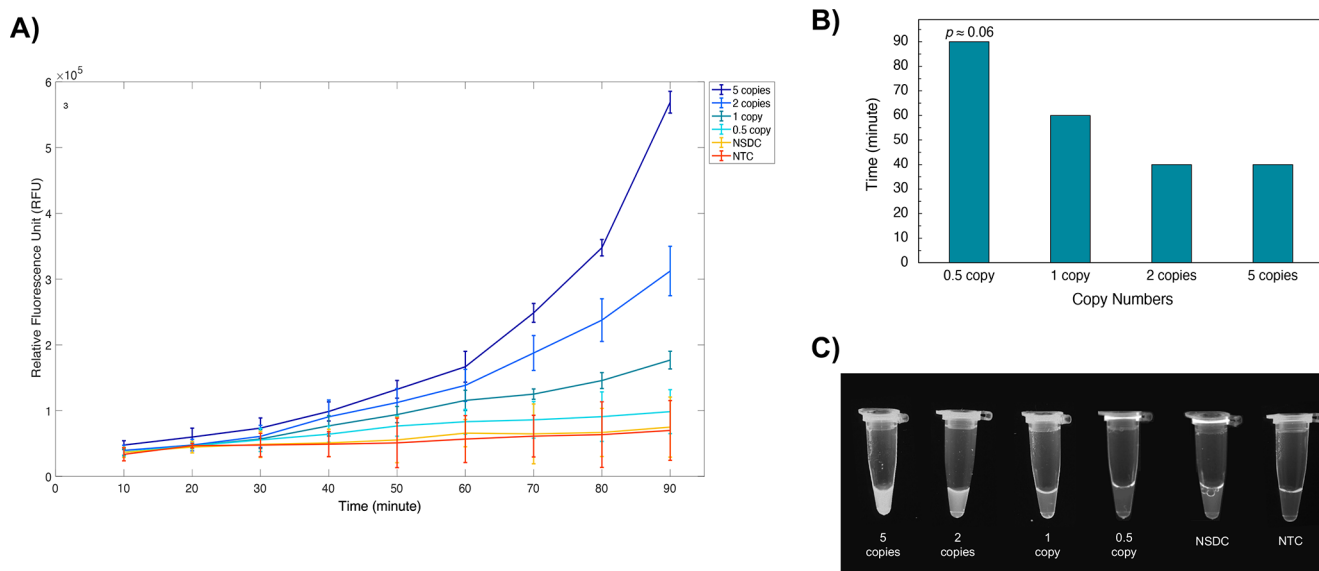 A)
×10⁵
6
3
5
4
3
2
1
0
Relative Fluorescence Unit (RFU)
0
10
20
30
40
50
60
70
80
90
Time (minute)
5 copies
2 copies
1 copy
0.5 copy
NSDC
NTC
B)
p ≈ 0.06
90
80
70
60
50
40
30
20
10
0
Time (minute)
0.5 copy
1 copy
2 copies
5 copies
Copy Numbers
C)
5
copies
2
copies
1
copy
0.5
copy
NSDC
NTC